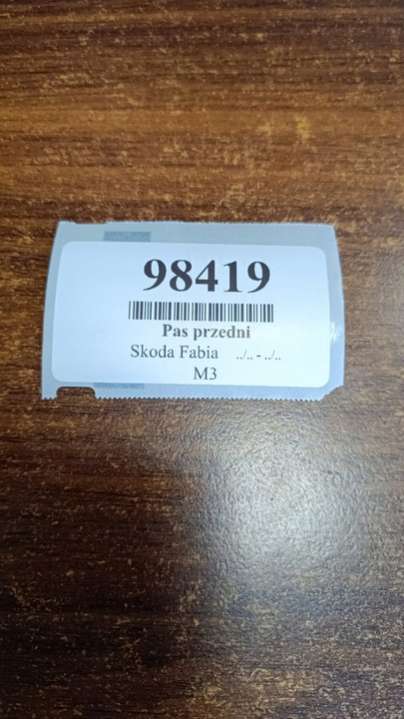 98419
Pas przedni
Skoda Fabia ../.. - ../..
M3